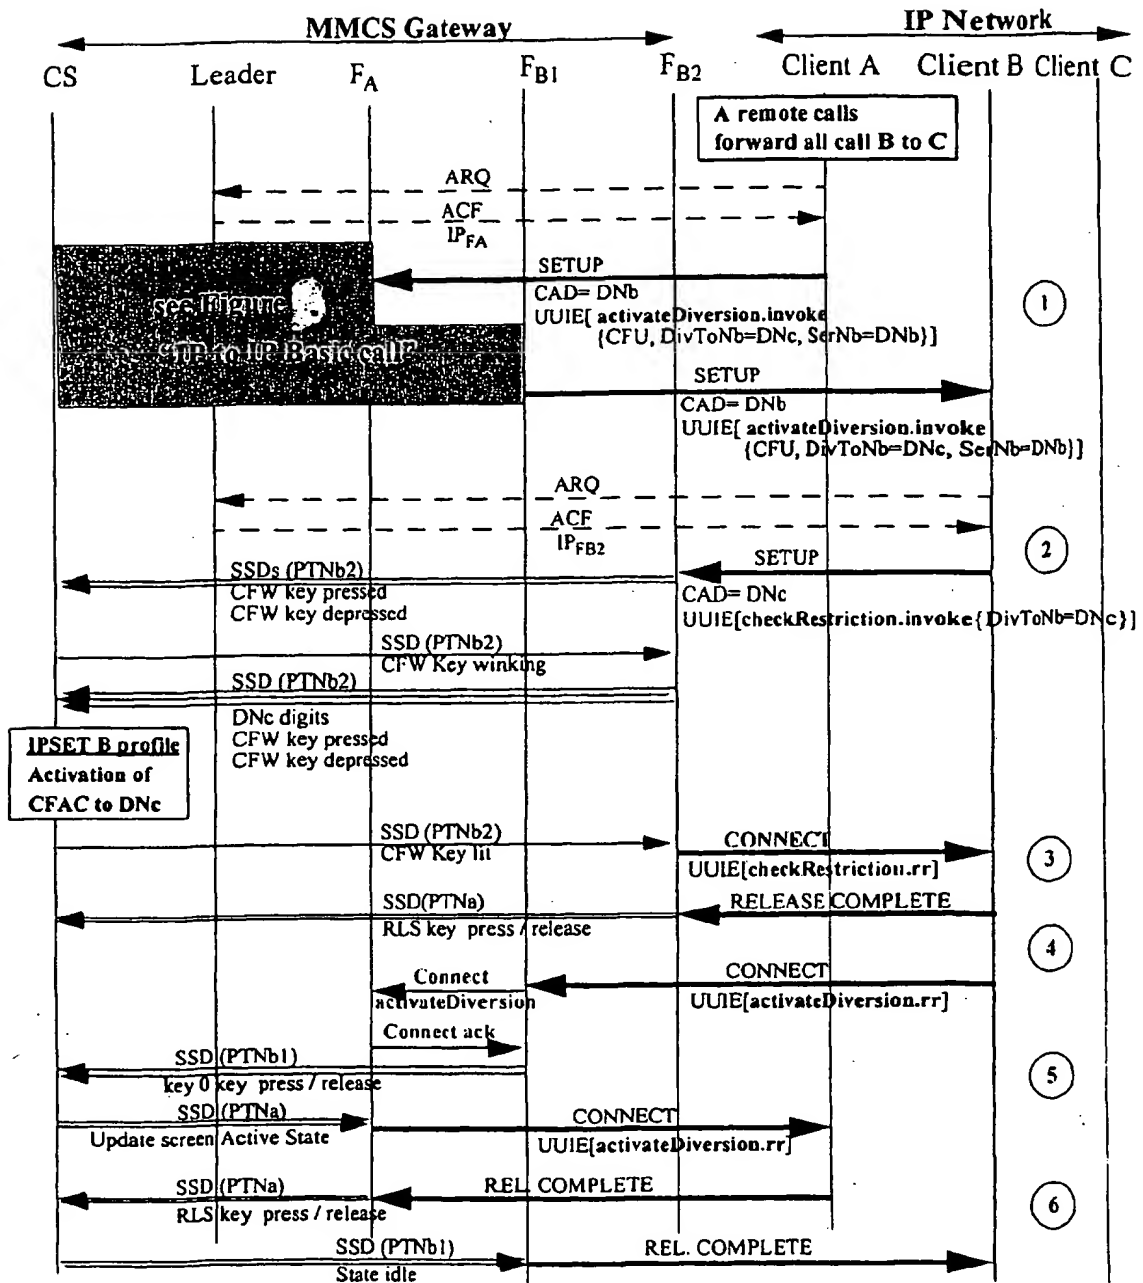 MMCS Gateway
IP Network
CS
Leader
FA
FB1
FB2
Client A
Client B
Client C
A remote calls
forward all call B to C
ARQ
ACF
IPFA
see Figure
"IP to IP Basic call"
SETUP
CAD= DNb
UUIE[ activateDiversion.invoke
{CFU, DivToNb=DNc, SerNb=DNb}]
1
SETUP
CAD= DNb
UUIE[ activateDiversion.invoke
{CFU, DivToNb=DNc, SerNb=DNb}]
ARQ
ACF
IPFB2
2
SETUP
CAD= DNc
UUIE[checkRestriction.invoke{DivToNb=DNc}]
SSDs (PTNb2)
CFW key pressed
CFW key depressed
SSD (PTNb2)
CFW Key winking
SSD (PTNb2)
DNc digits
CFW key pressed
CFW key depressed
IPSET B profile
Activation of
CFAC to DNc
SSD (PTNb2)
CFW Key lit
CONNECT
UUIE[checkRestriction.rr]
3
SSD(PTNa)
RLS key press / release
RELEASE COMPLETE
4
Connect
activateDiversion
CONNECT
UUIE[activateDiversion.rr]
Connect ack
SSD (PTNb1)
key 0 key press / release
5
SSD (PTNa)
Update screen Active State
CONNECT
UUIE[activateDiversion.rr]
SSD (PTNa)
RLS key press / release
REL. COMPLETE
6
SSD (PTNb1)
State idle
REL. COMPLETE